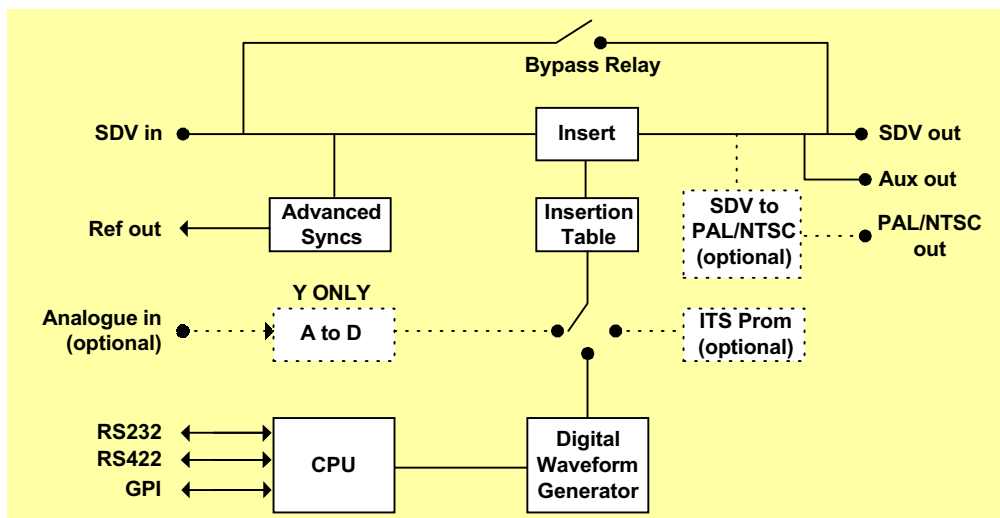 Bypass Relay
SDV in
Insert
SDV out
Aux out
Advanced
Syncs
Insertion
Table
SDV to
PAL/NTSC
(optional)
Ref out
PAL/NTSC
out
Y ONLY
Analogue in
(optional)
A to D
ITS Prom
(optional)
RS232
RS422
GPI
CPU
Digital
Waveform
Generator